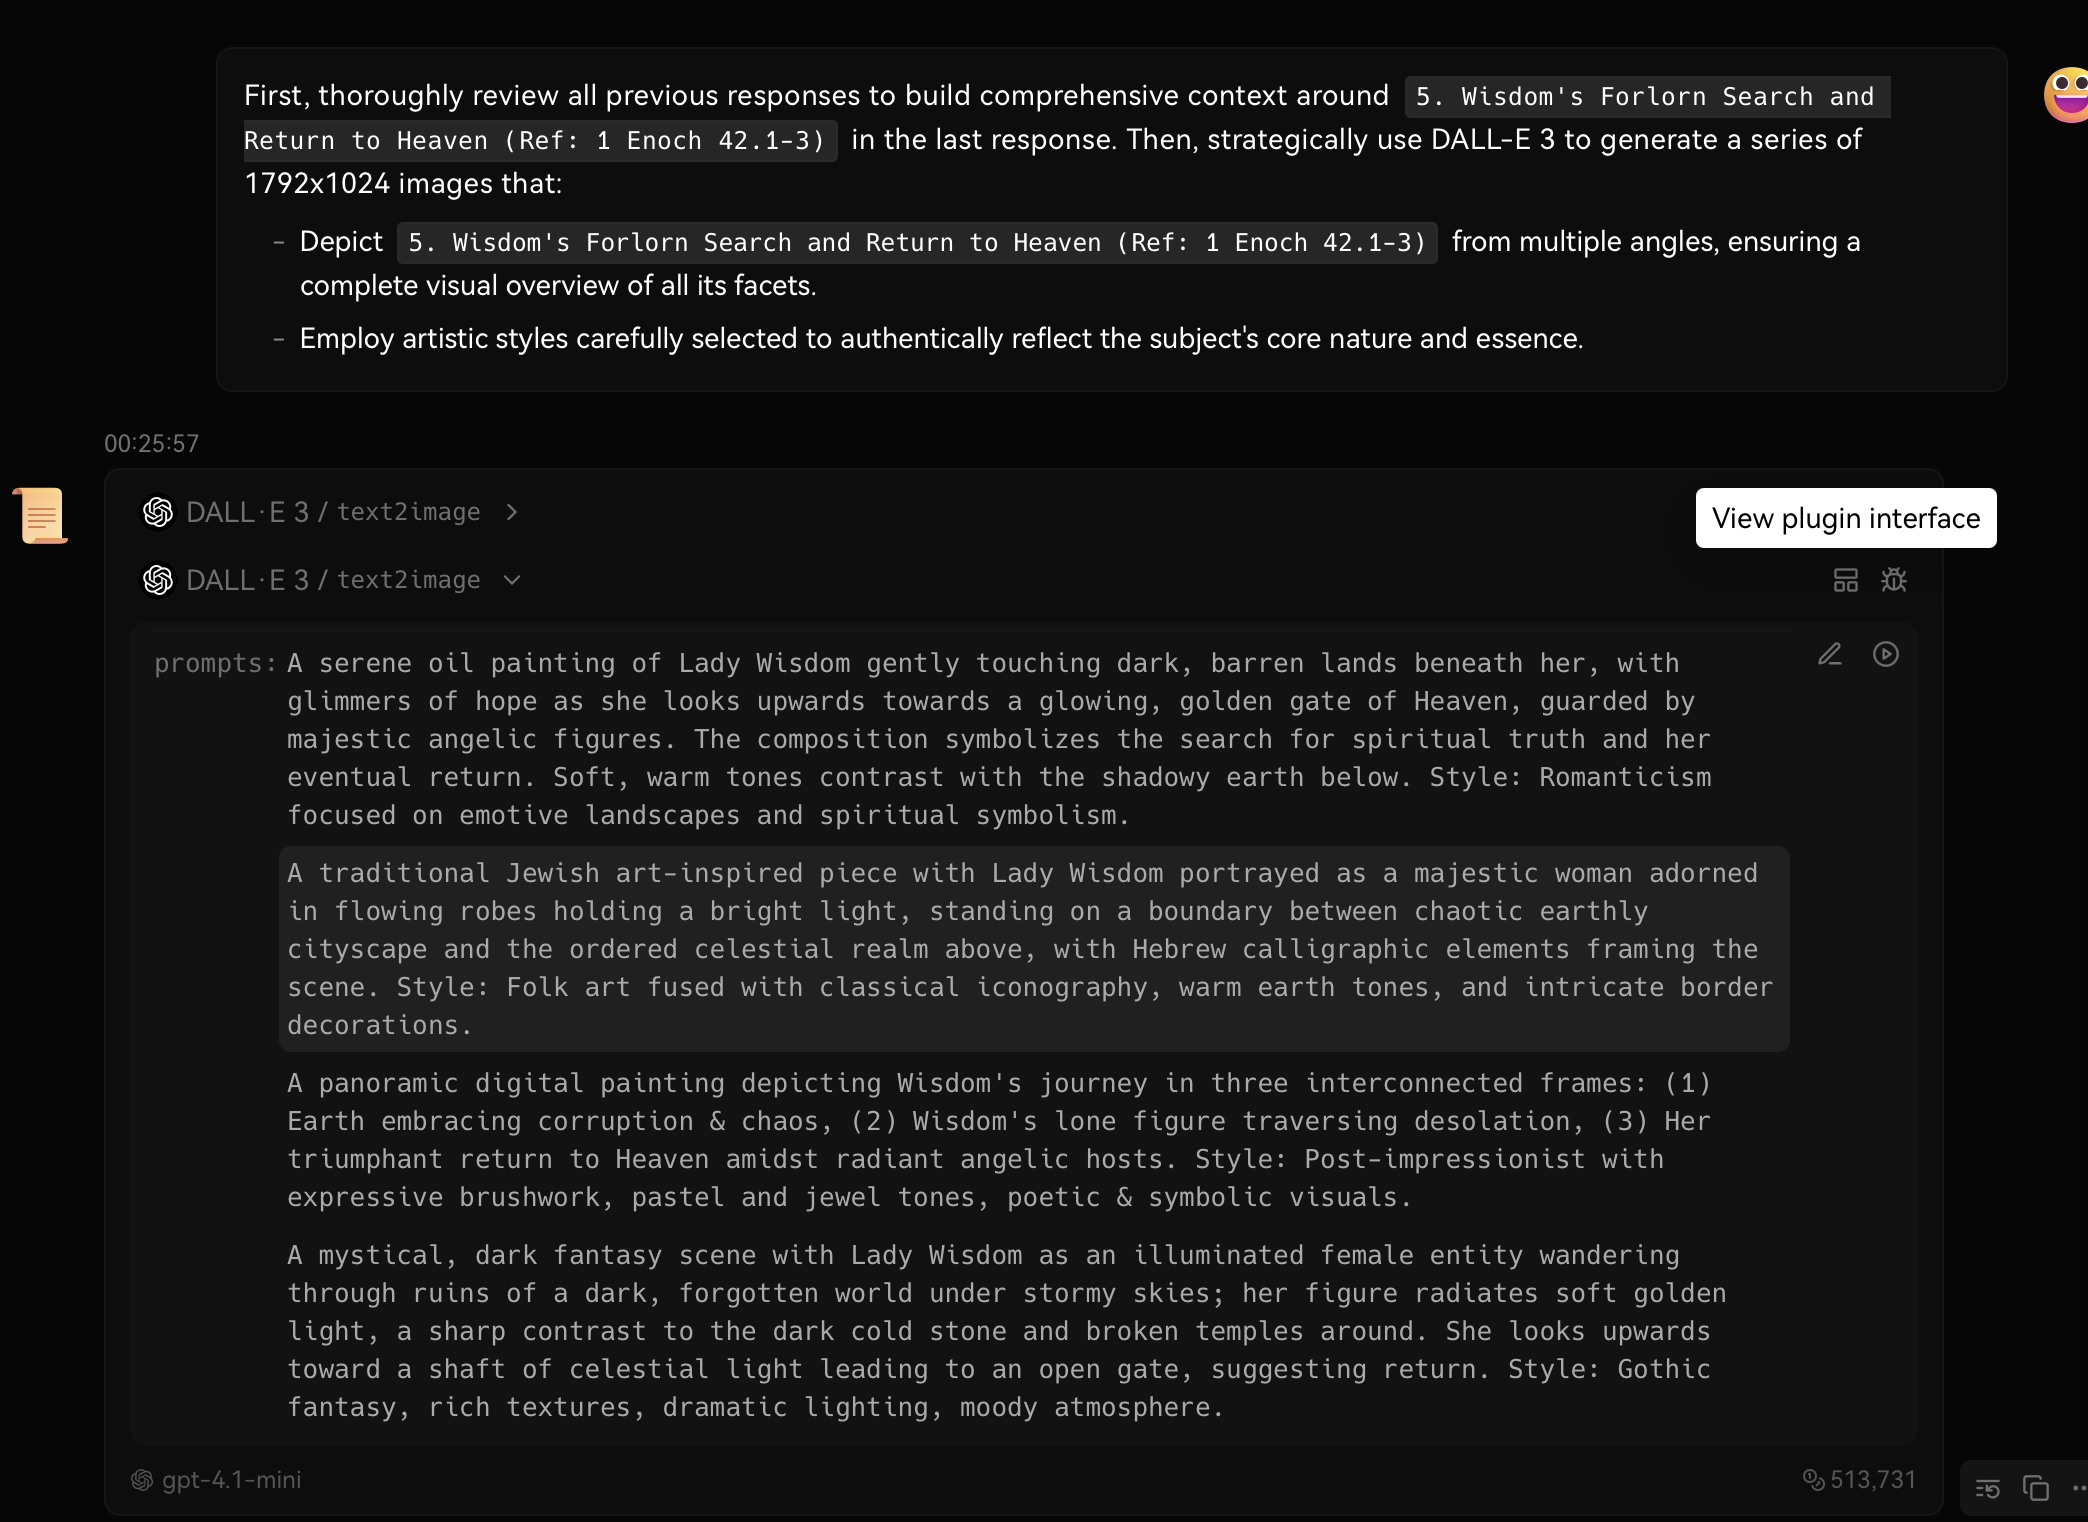 First, thoroughly review all previous responses to build comprehensive context around 5. Wisdom's Forlorn Search and
Return to Heaven (Ref: 1 Enoch 42.1-3) in the last response. Then, strategically use DALL-E 3 to generate a series of
1792x1024 images that:
– Depict 5. Wisdom's Forlorn Search and Return to Heaven (Ref: 1 Enoch 42.1-3) from multiple angles, ensuring a
complete visual overview of all its facets.
– Employ artistic styles carefully selected to authentically reflect the subject's core nature and essence.
00:25:57
DALL·E 3 / text2image
View plugin interface
DALL·E 3 / text2image
prompts: A serene oil painting of Lady Wisdom gently touching dark, barren lands beneath her, with
glimmers of hope as she looks upwards towards a glowing, golden gate of Heaven, guarded by
majestic angelic figures. The composition symbolizes the search for spiritual truth and her
eventual return. Soft, warm tones contrast with the shadowy earth below. Style: Romanticism
focused on emotive landscapes and spiritual symbolism.
A traditional Jewish art-inspired piece with Lady Wisdom portrayed as a majestic woman adorned
in flowing robes holding a bright light, standing on a boundary between chaotic earthly
cityscape and the ordered celestial realm above, with Hebrew calligraphic elements framing the
scene. Style: Folk art fused with classical iconography, warm earth tones, and intricate border
decorations.
A panoramic digital painting depicting Wisdom's journey in three interconnected frames: (1)
Earth embracing corruption & chaos, (2) Wisdom's lone figure traversing desolation, (3) Her
triumphant return to Heaven amidst radiant angelic hosts. Style: Post-impressionist with
expressive brushwork, pastel and jewel tones, poetic & symbolic visuals.
A mystical, dark fantasy scene with Lady Wisdom as an illuminated female entity wandering
through ruins of a dark, forgotten world under stormy skies; her figure radiates soft golden
light, a sharp contrast to the dark cold stone and broken temples around. She looks upwards
toward a shaft of celestial light leading to an open gate, suggesting return. Style: Gothic
fantasy, rich textures, dramatic lighting, moody atmosphere.
gpt-4.1-mini
513,731